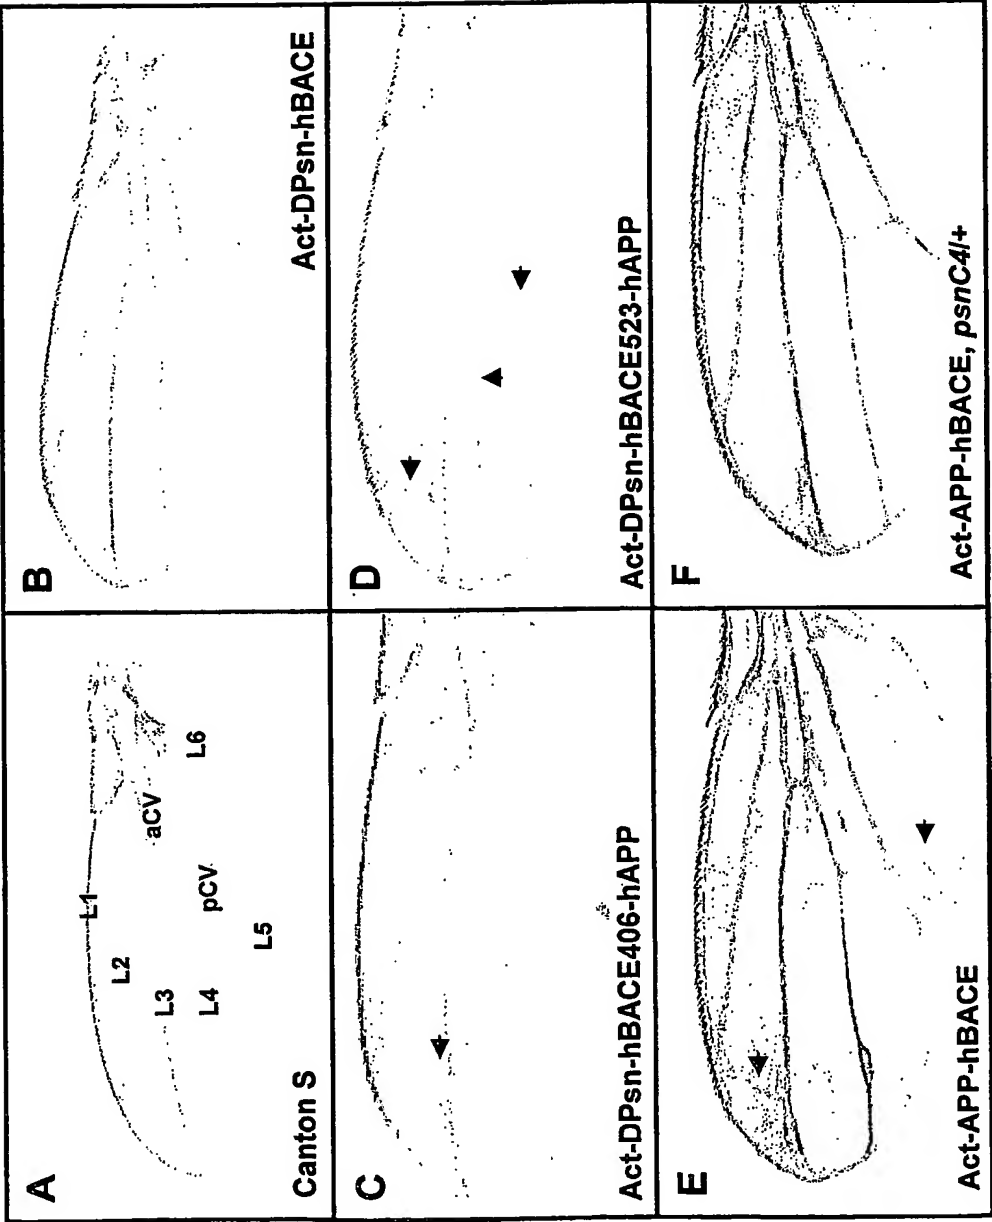 A
L1
L2
L3
L4
L5
L6
aCV
pCV
Canton S
B
Act-DPsn-hBACE
C
Act-DPsn-hBACE406-hAPP
D
Act-DPsn-hBACE523-hAPP
E
Act-APP-hBACE
F
Act-APP-hBACE, psnC4/+